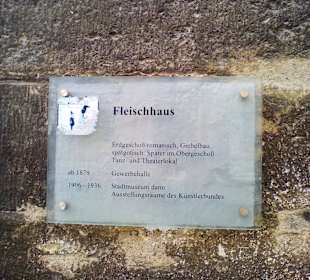 Fleischhaus
Erdgeschoß romanisch, Giebelbau
spätgotisch. Später im Obergeschoß
Tanz- und Theaterlokal
ab 1879 Gewerbehalle
1906 - 1936 Stadtmuseum dann
Ausstellungsräume des Künstlerbundes